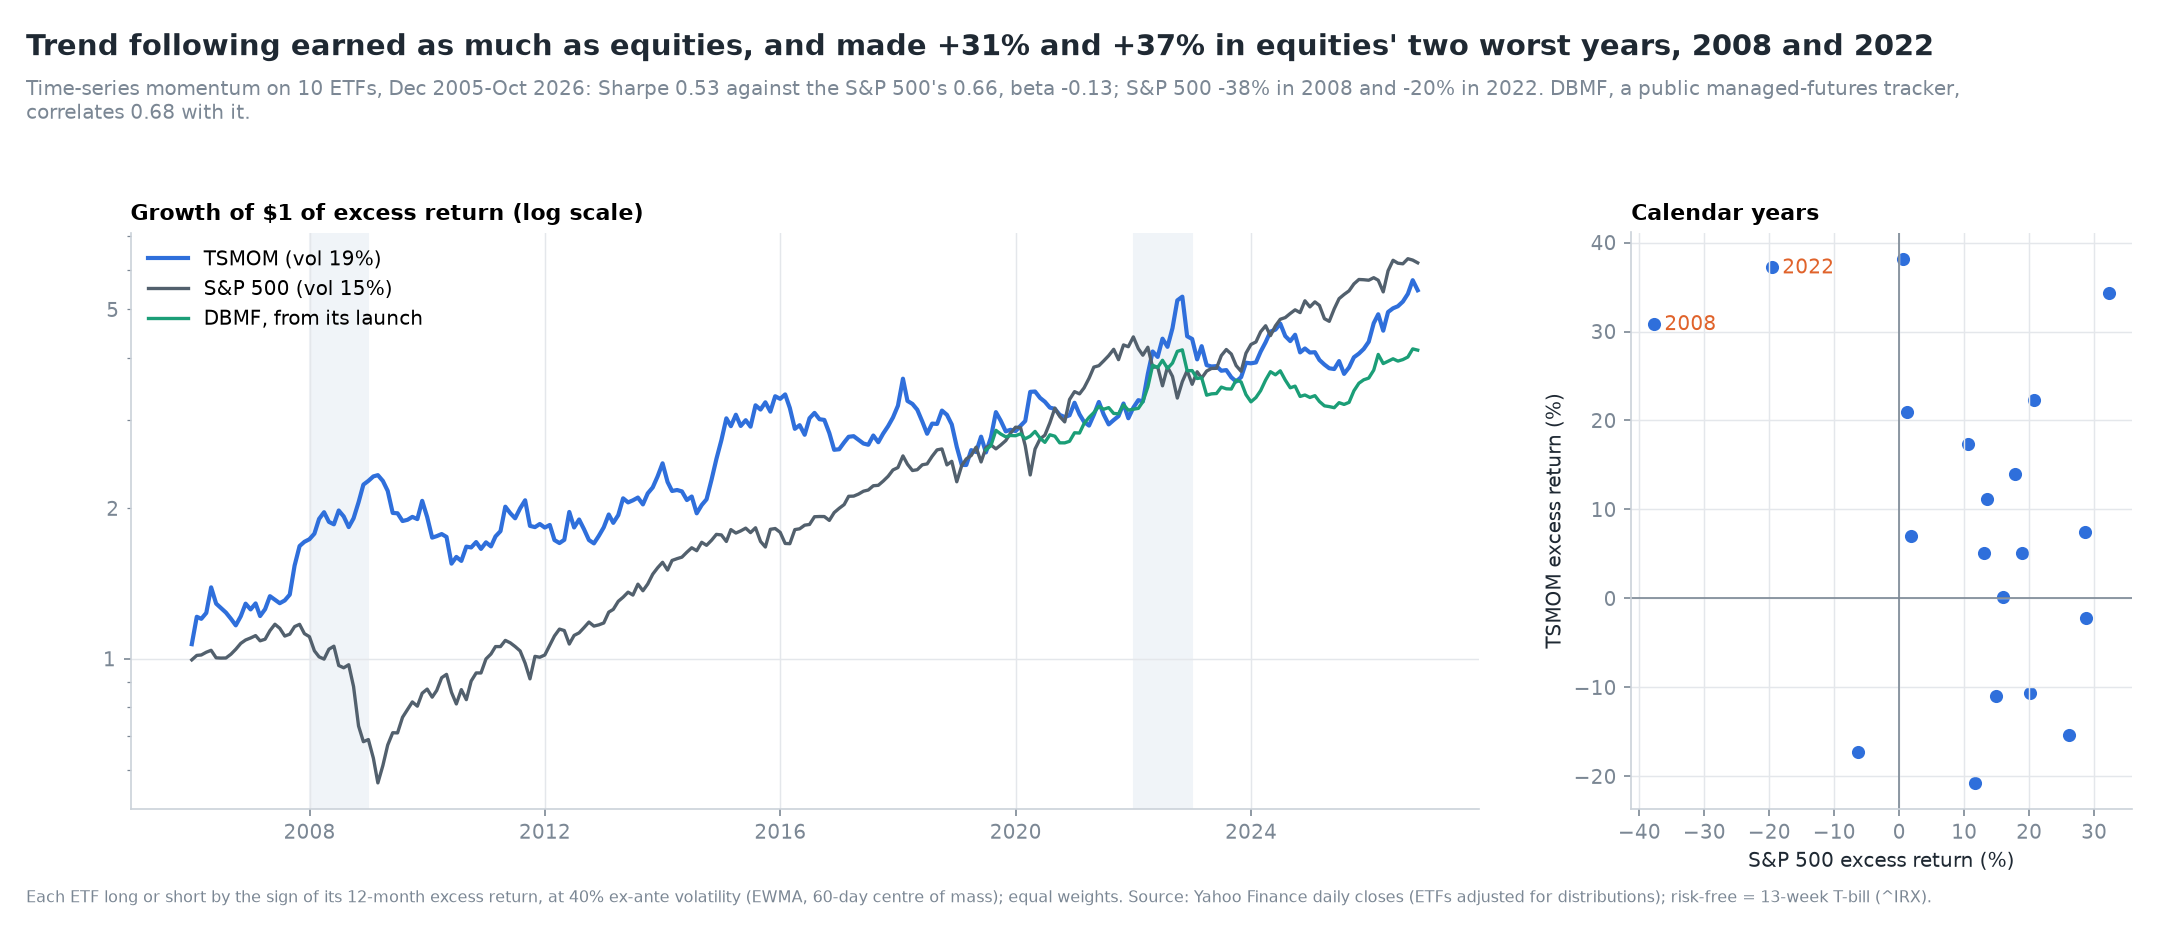 Trend following earned as much as equities, and made +31% and +37% in equities' two worst years, 2008 and 2022
Time-series momentum on 10 ETFs, Dec 2005-Oct 2026: Sharpe 0.53 against the S&P 500's 0.66, beta -0.13; S&P 500 -38% in 2008 and -20% in 2022. DBMF, a public managed-futures tracker,
correlates 0.68 with it.
Growth of $1 of excess return (log scale)
TSMOM (vol 19%)
S&P 500 (vol 15%)
DBMF, from its launch
5
2
1
2008
2012
2016
2020
2024
Calendar years
TSMOM excess return (%)
40
30
20
10
0
−10
−20
2022
2008
−40
−30
−20
−10
0
10
20
30
S&P 500 excess return (%)
Each ETF long or short by the sign of its 12-month excess return, at 40% ex-ante volatility (EWMA, 60-day centre of mass); equal weights. Source: Yahoo Finance daily closes (ETFs adjusted for distributions); risk-free = 13-week T-bill (^IRX).